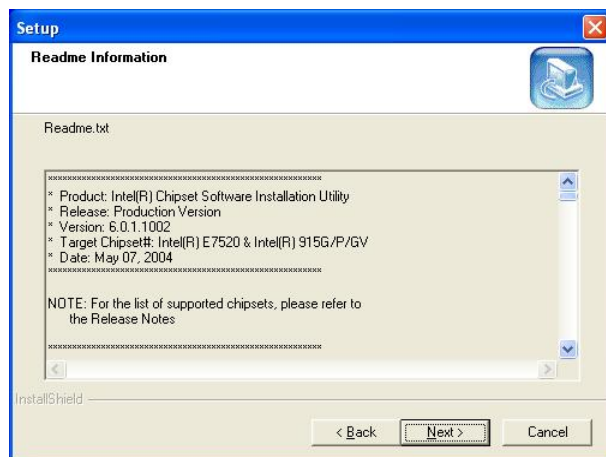 Setup
Readme Information
Readme.txt
************************************************************
* Product: Intel(R) Chipset Software Installation Utility
* Release: Production Version
* Version: 6.0.1.1002
* Target Chipset#: Intel(R) E7520 & Intel(R) 915G/P/GV
* Date: May 07, 2004
************************************************************
NOTE: For the list of supported chipsets, please refer to
the Release Notes
************************************************************
InstallShield
< Back
Next >
Cancel